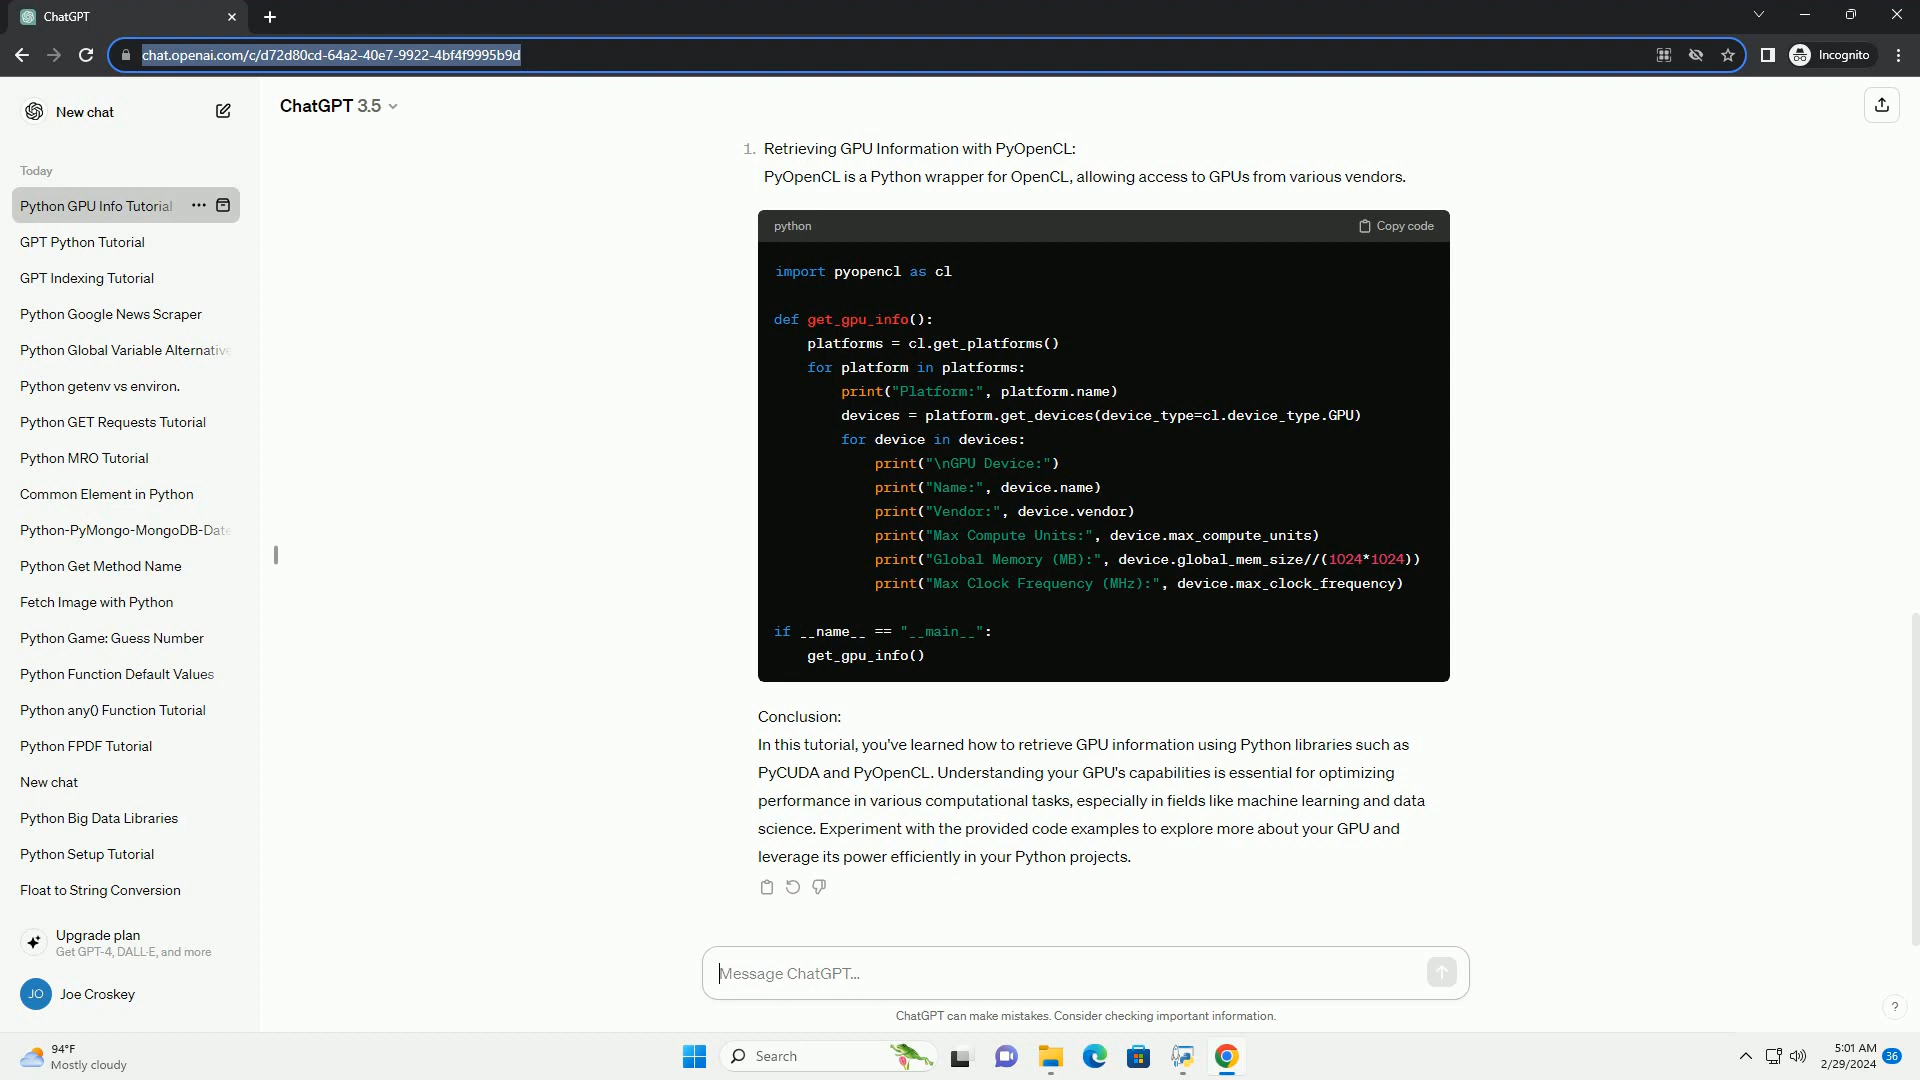 ChatGPT
chat.openai.com/c/d72d80cd-64a2-40e7-9922-4bf4f9995b9d
Incognito
New chat
Today
Python GPU Info Tutorial
GPT Python Tutorial
GPT Indexing Tutorial
Python Google News Scraper
Python Global Variable Alternative
Python getenv vs environ.
Python GET Requests Tutorial
Python MRO Tutorial
Common Element in Python
Python-PyMongo-MongoDB-Date
Python Get Method Name
Fetch Image with Python
Python Game: Guess Number
Python Function Default Values
Python any() Function Tutorial
Python FPDF Tutorial
New chat
Python Big Data Libraries
Python Setup Tutorial
Float to String Conversion
Upgrade plan
Get GPT-4, DALL·E, and more
JO Joe Croskey
ChatGPT 3.5
1. Retrieving GPU Information with PyOpenCL:
PyOpenCL is a Python wrapper for OpenCL, allowing access to GPUs from various vendors.
python Copy code
import pyopencl as cl
def get_gpu_info():
platforms = cl.get_platforms()
for platform in platforms:
print("Platform:", platform.name)
devices = platform.get_devices(device_type=cl.device_type.GPU)
for device in devices:
print("\nGPU Device:")
print("Name:", device.name)
print("Vendor:", device.vendor)
print("Max Compute Units:", device.max_compute_units)
print("Global Memory (MB):", device.global_mem_size//(1024*1024))
print("Max Clock Frequency (MHz):", device.max_clock_frequency)
if __name__ == "__main__":
get_gpu_info()
Conclusion:
In this tutorial, you've learned how to retrieve GPU information using Python libraries such as
PyCUDA and PyOpenCL. Understanding your GPU's capabilities is essential for optimizing
performance in various computational tasks, especially in fields like machine learning and data
science. Experiment with the provided code examples to explore more about your GPU and
leverage its power efficiently in your Python projects.
Message ChatGPT...
ChatGPT can make mistakes. Consider checking important information.
?
94°F
Mostly cloudy
Search
5:01 AM
2/29/2024
36